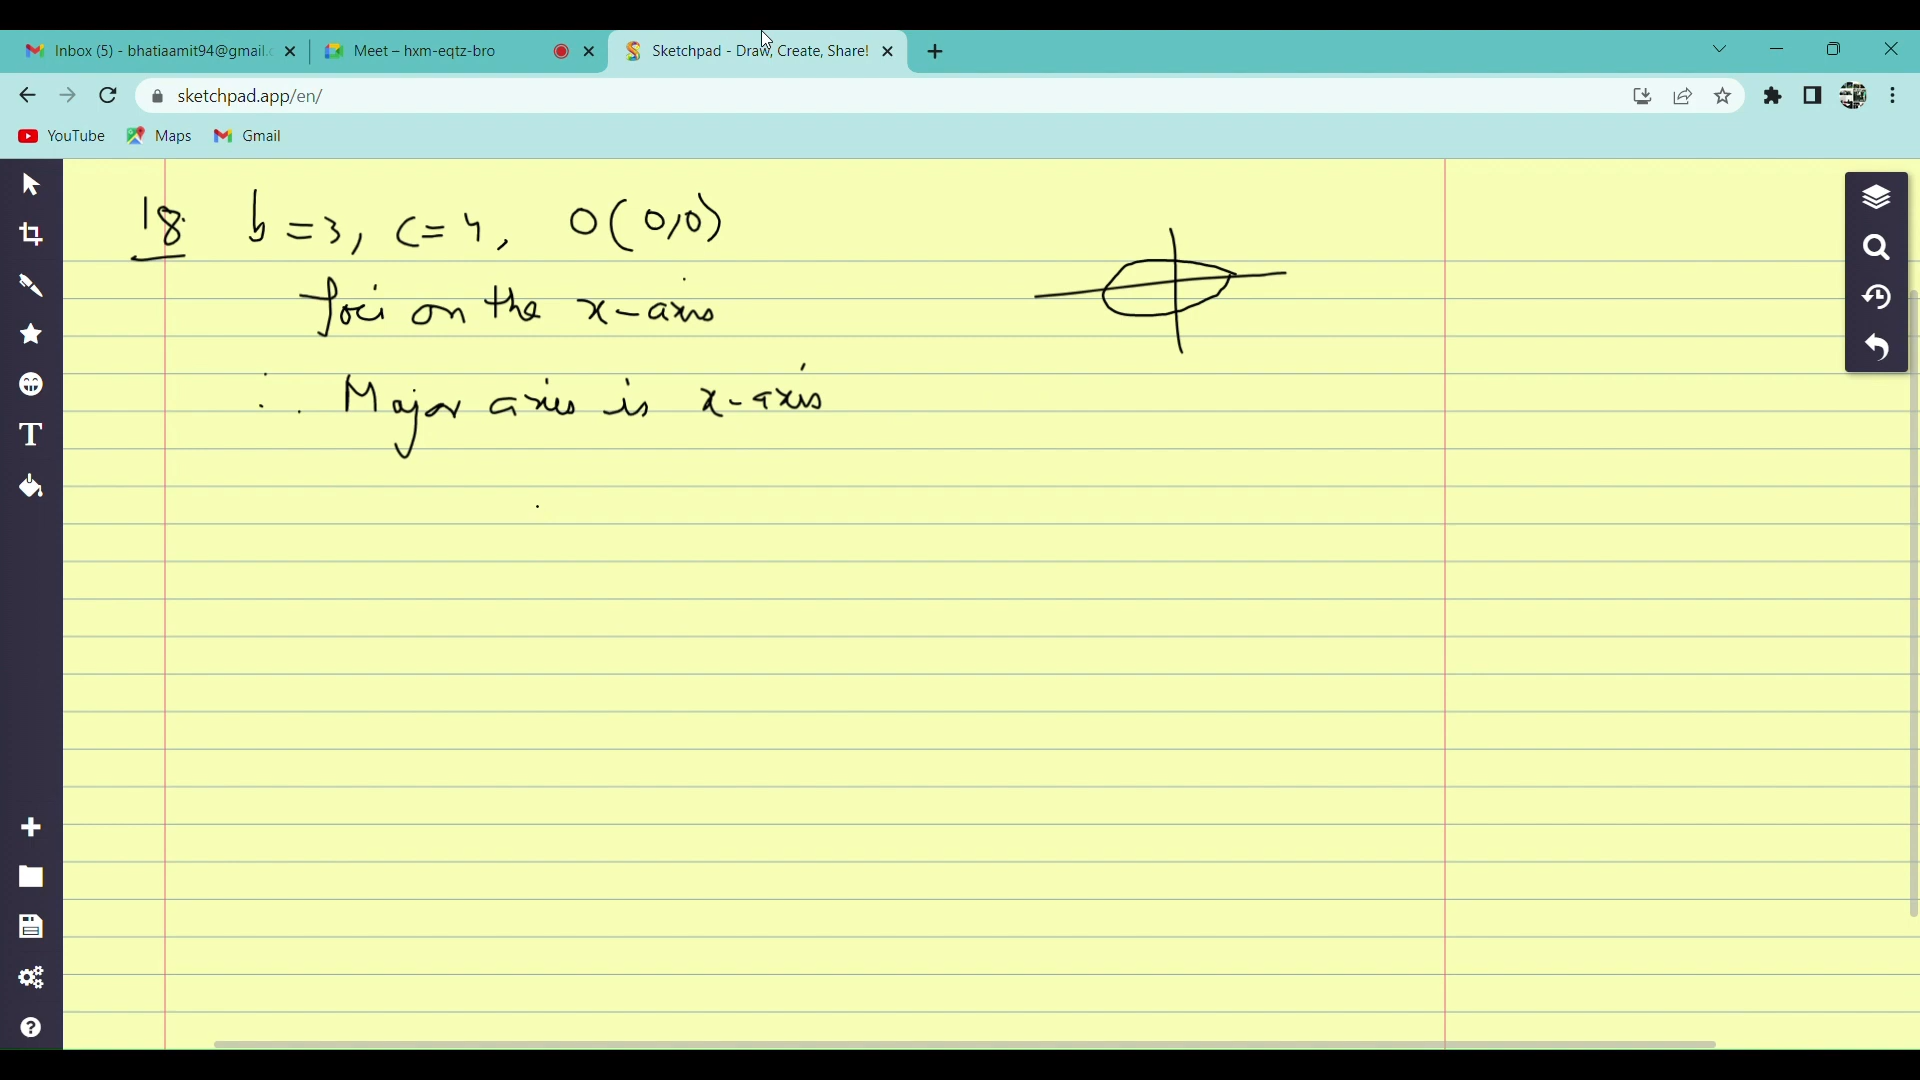 Inbox (5) - bhatiaamit94@gmail.c
Meet – hxm-eqtz-bro
Sketchpad - Draw, Create, Share!
sketchpad.app/en/
YouTube
Maps
Gmail
18 b = 3, c = 4, O(0,0)
foci on the x-axis
∴ Major axis is x-axis
T